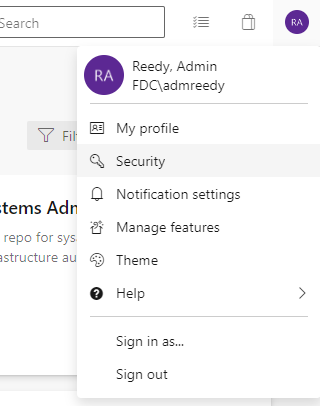 Search
RA
RA
Reedy, Admin
FDC\admreedy
My profile
Filt
Security
Notification settings
stems Adm
Manage features
repo for sys
astructure au
Theme
Help
Sign in as...
Sign out